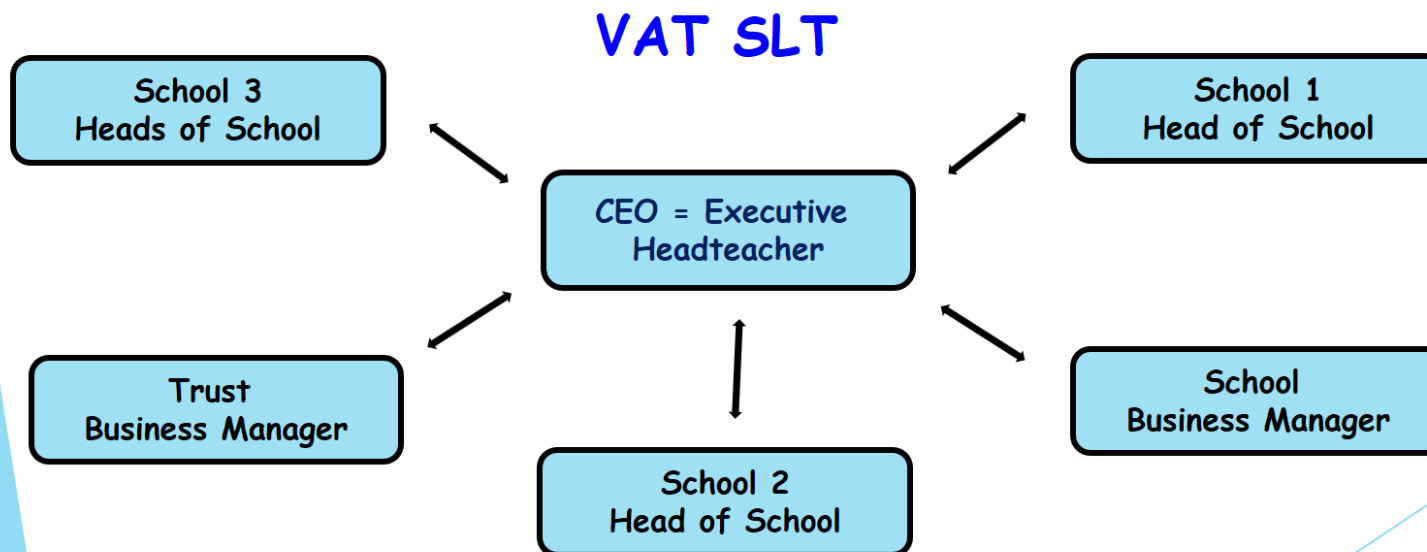 VAT SLT
School 3
Heads of School
School 1
Head of School
CEO = Executive
Headteacher
Trust
Business Manager
School
Business Manager
School 2
Head of School